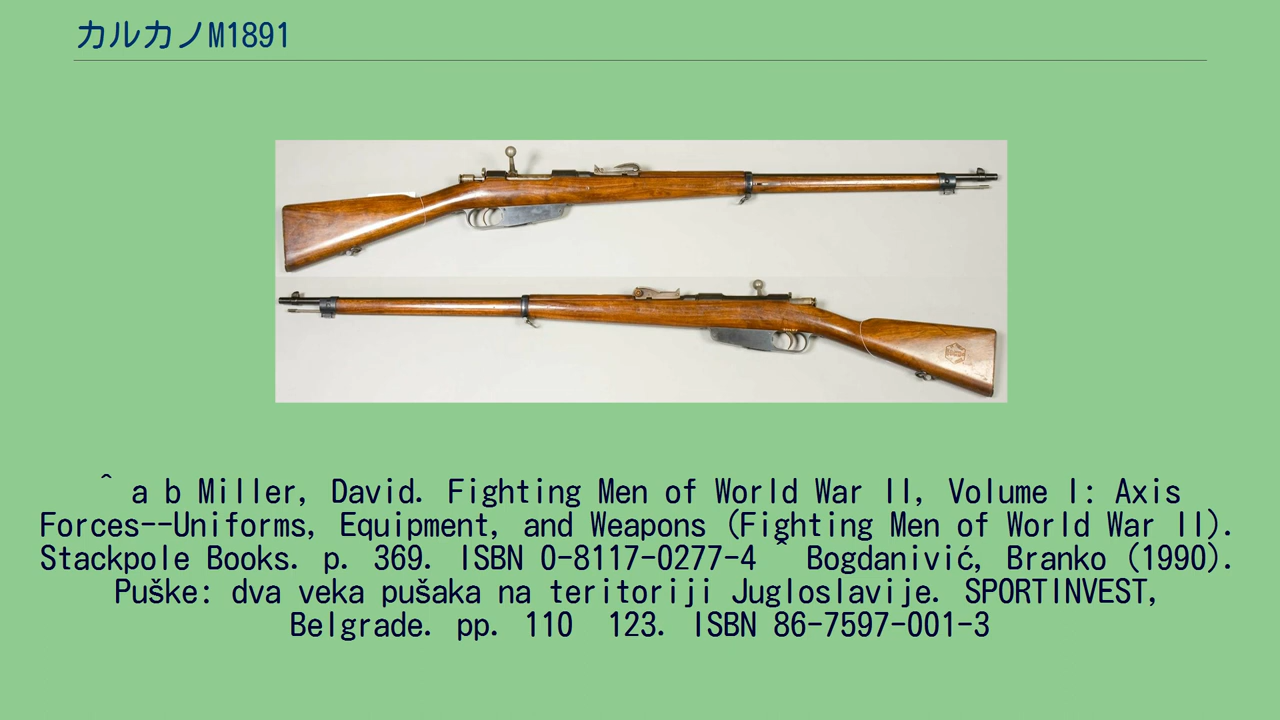 カルカノM1891
^ a b Miller, David. Fighting Men of World War II, Volume I: Axis
Forces--Uniforms, Equipment, and Weapons (Fighting Men of World War II).
Stackpole Books. p. 369. ISBN 0-8117-0277-4 ^ Bogdanivić, Branko (1990).
Puške: dva veka pušaka na teritoriji Jugloslavije. SPORTINVEST,
Belgrade. pp. 110  123. ISBN 86-7597-001-3